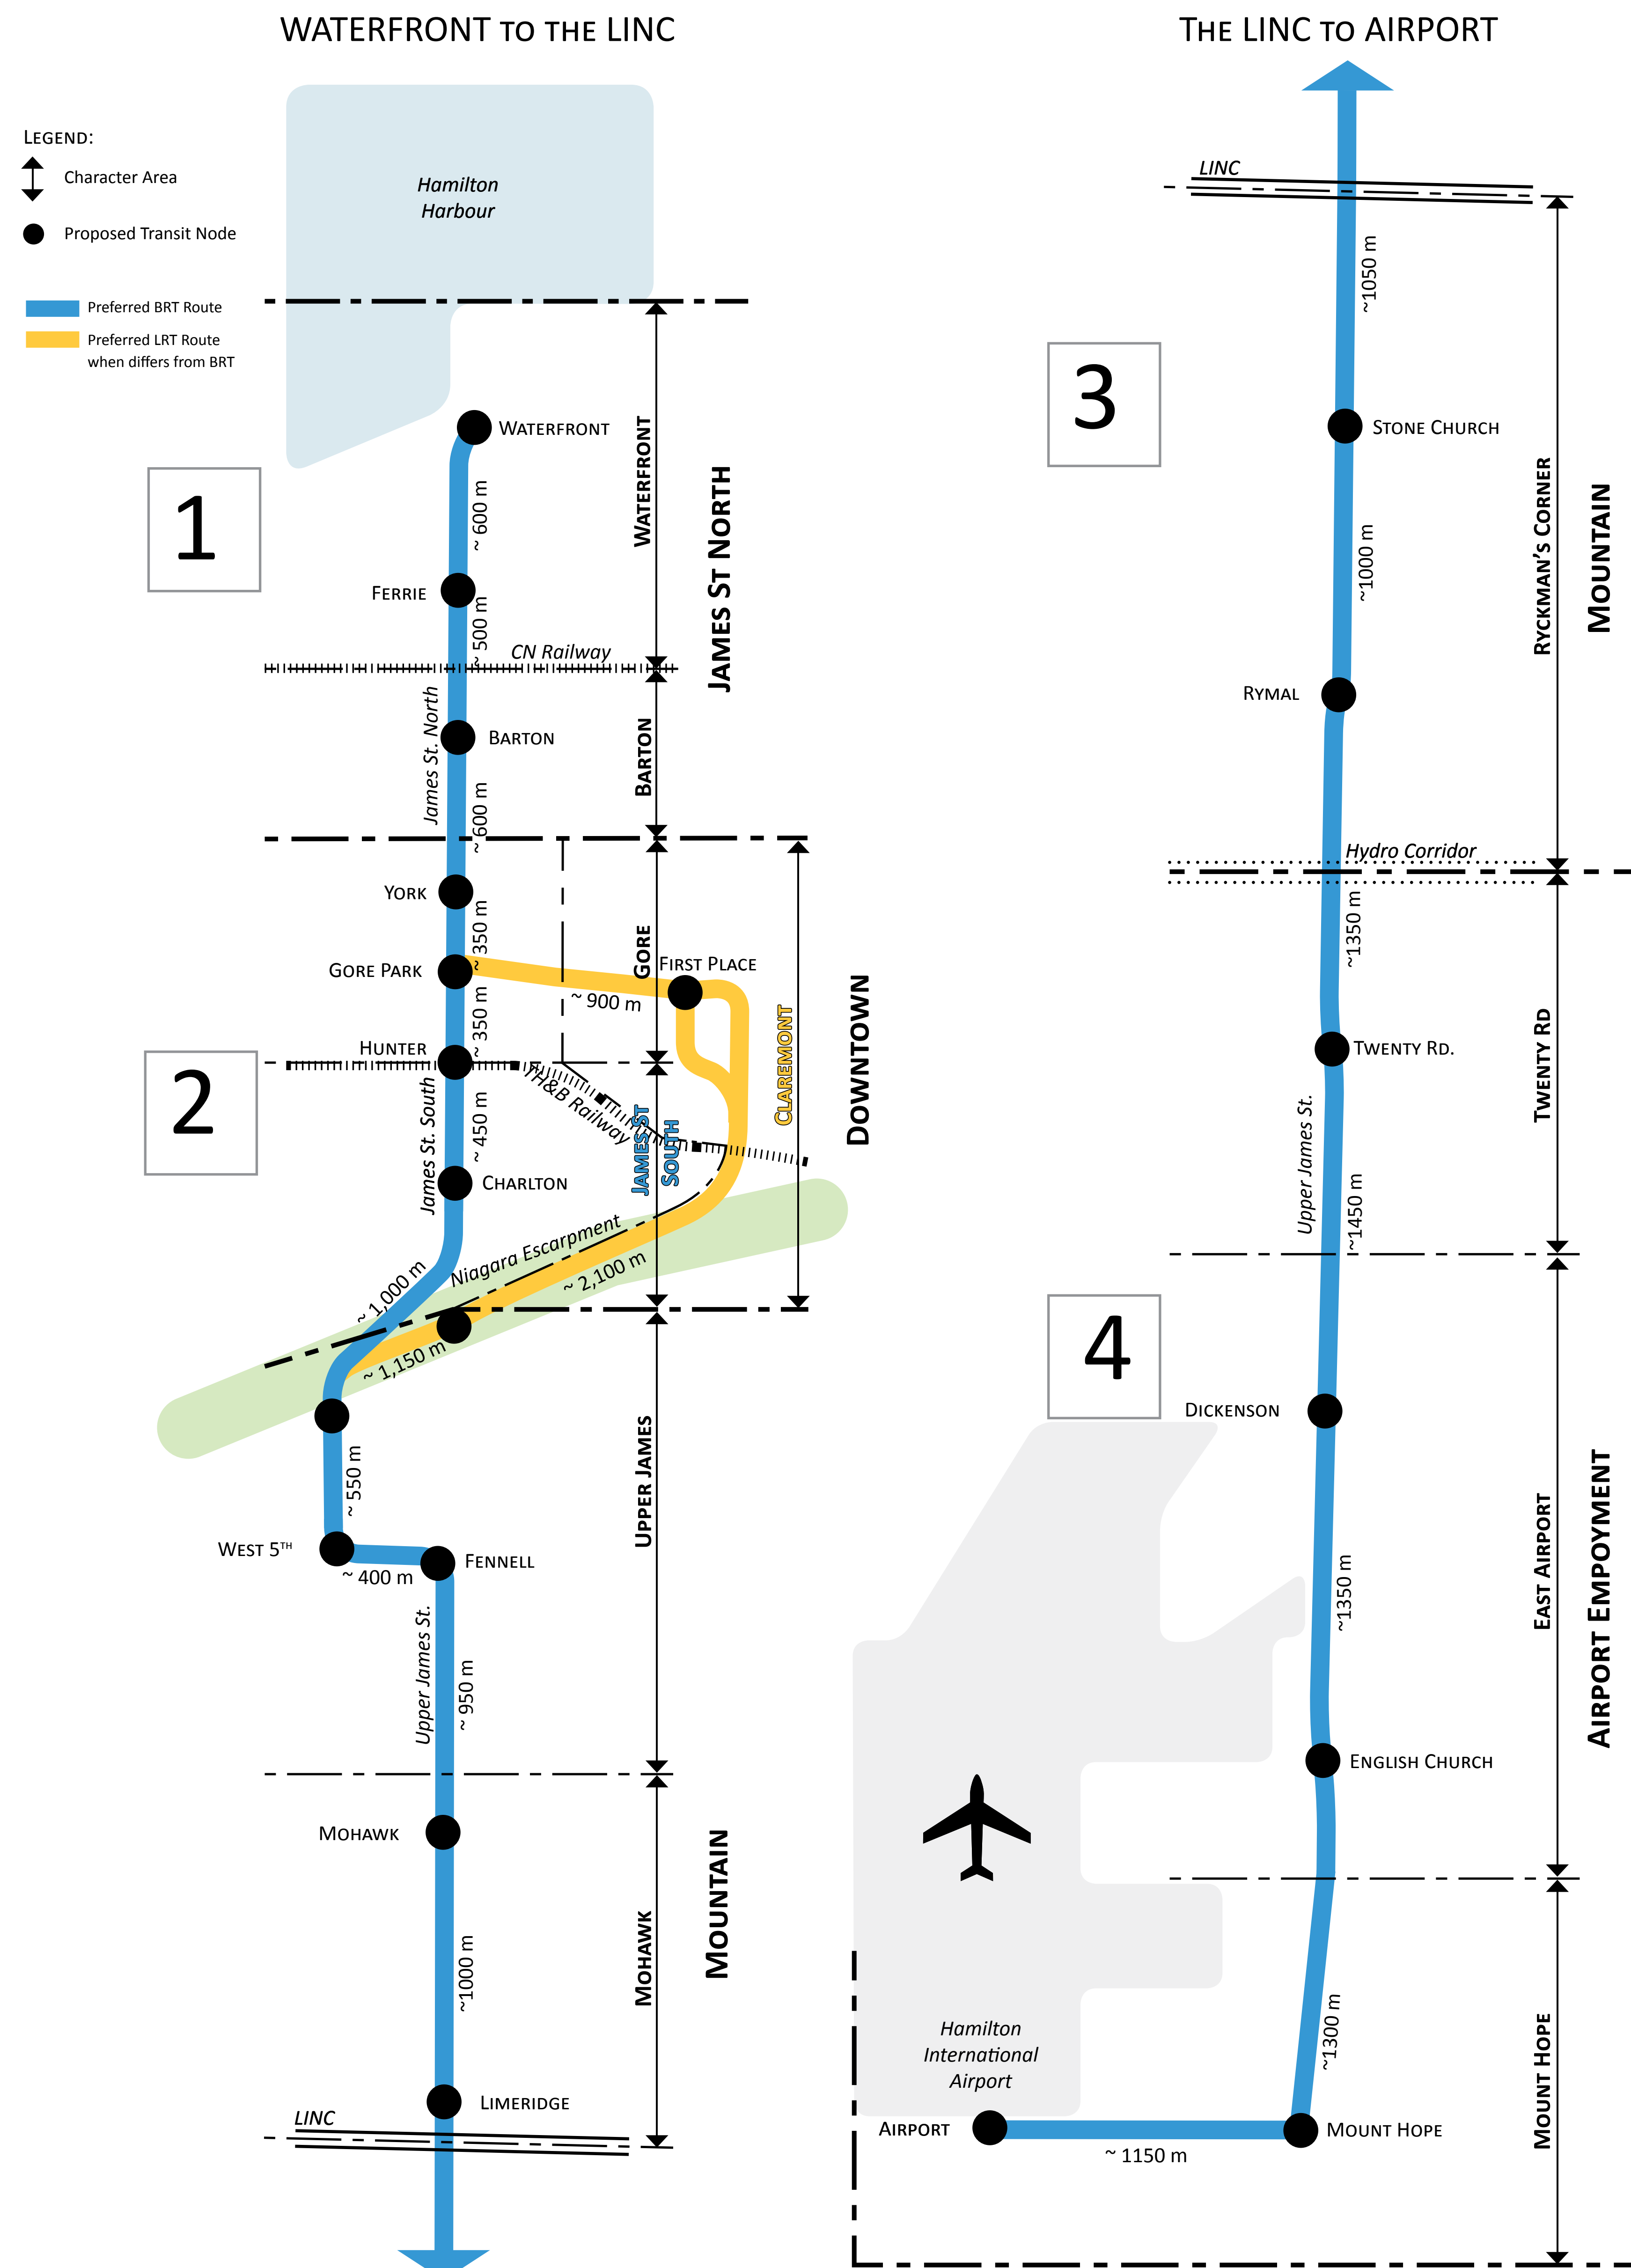 WATERFRONT TO THE LINC
LEGEND:
Character Area
Proposed Transit Node
Preferred BRT Route
Preferred LRT Route
when differs from BRT
Hamilton
Harbour
1
WATERFRONT
~ 600 m
FERRIE
~ 500 m
CN Railway
James St. North
BARTON
~ 600 m
YORK
~ 350 m
GORE PARK
FIRST PLACE
~ 900 m
~ 350 m
HUNTER
TH&B Railway
2
James St. South
~ 450 m
CHARLTON
Niagara Escarpment
~ 1,000 m
~ 2,100 m
~ 1,150 m
~ 550 m
WEST 5TH
~ 400 m
FENNELL
Upper James St.
~ 950 m
MOHAWK
~1000 m
LIMERIDGE
LINC
WATERFRONT
BARTON
JAMES ST NORTH
GORE
JAMES ST
SOUTH
CLAREMONT
DOWNTOWN
UPPER JAMES
MOHAWK
MOUNTAIN
THE LINC TO AIRPORT
LINC
~1050 m
3
STONE CHURCH
~1000 m
RYMAL
Hydro Corridor
~1350 m
TWENTY RD.
Upper James St.
~1450 m
4
DICKENSON
~1350 m
ENGLISH CHURCH
~1300 m
Hamilton
International
Airport
AIRPORT
~ 1150 m
MOUNT HOPE
RYCKMAN'S CORNER
MOUNTAIN
TWENTY RD
EAST AIRPORT
AIRPORT EMPOYMENT
MOUNT HOPE